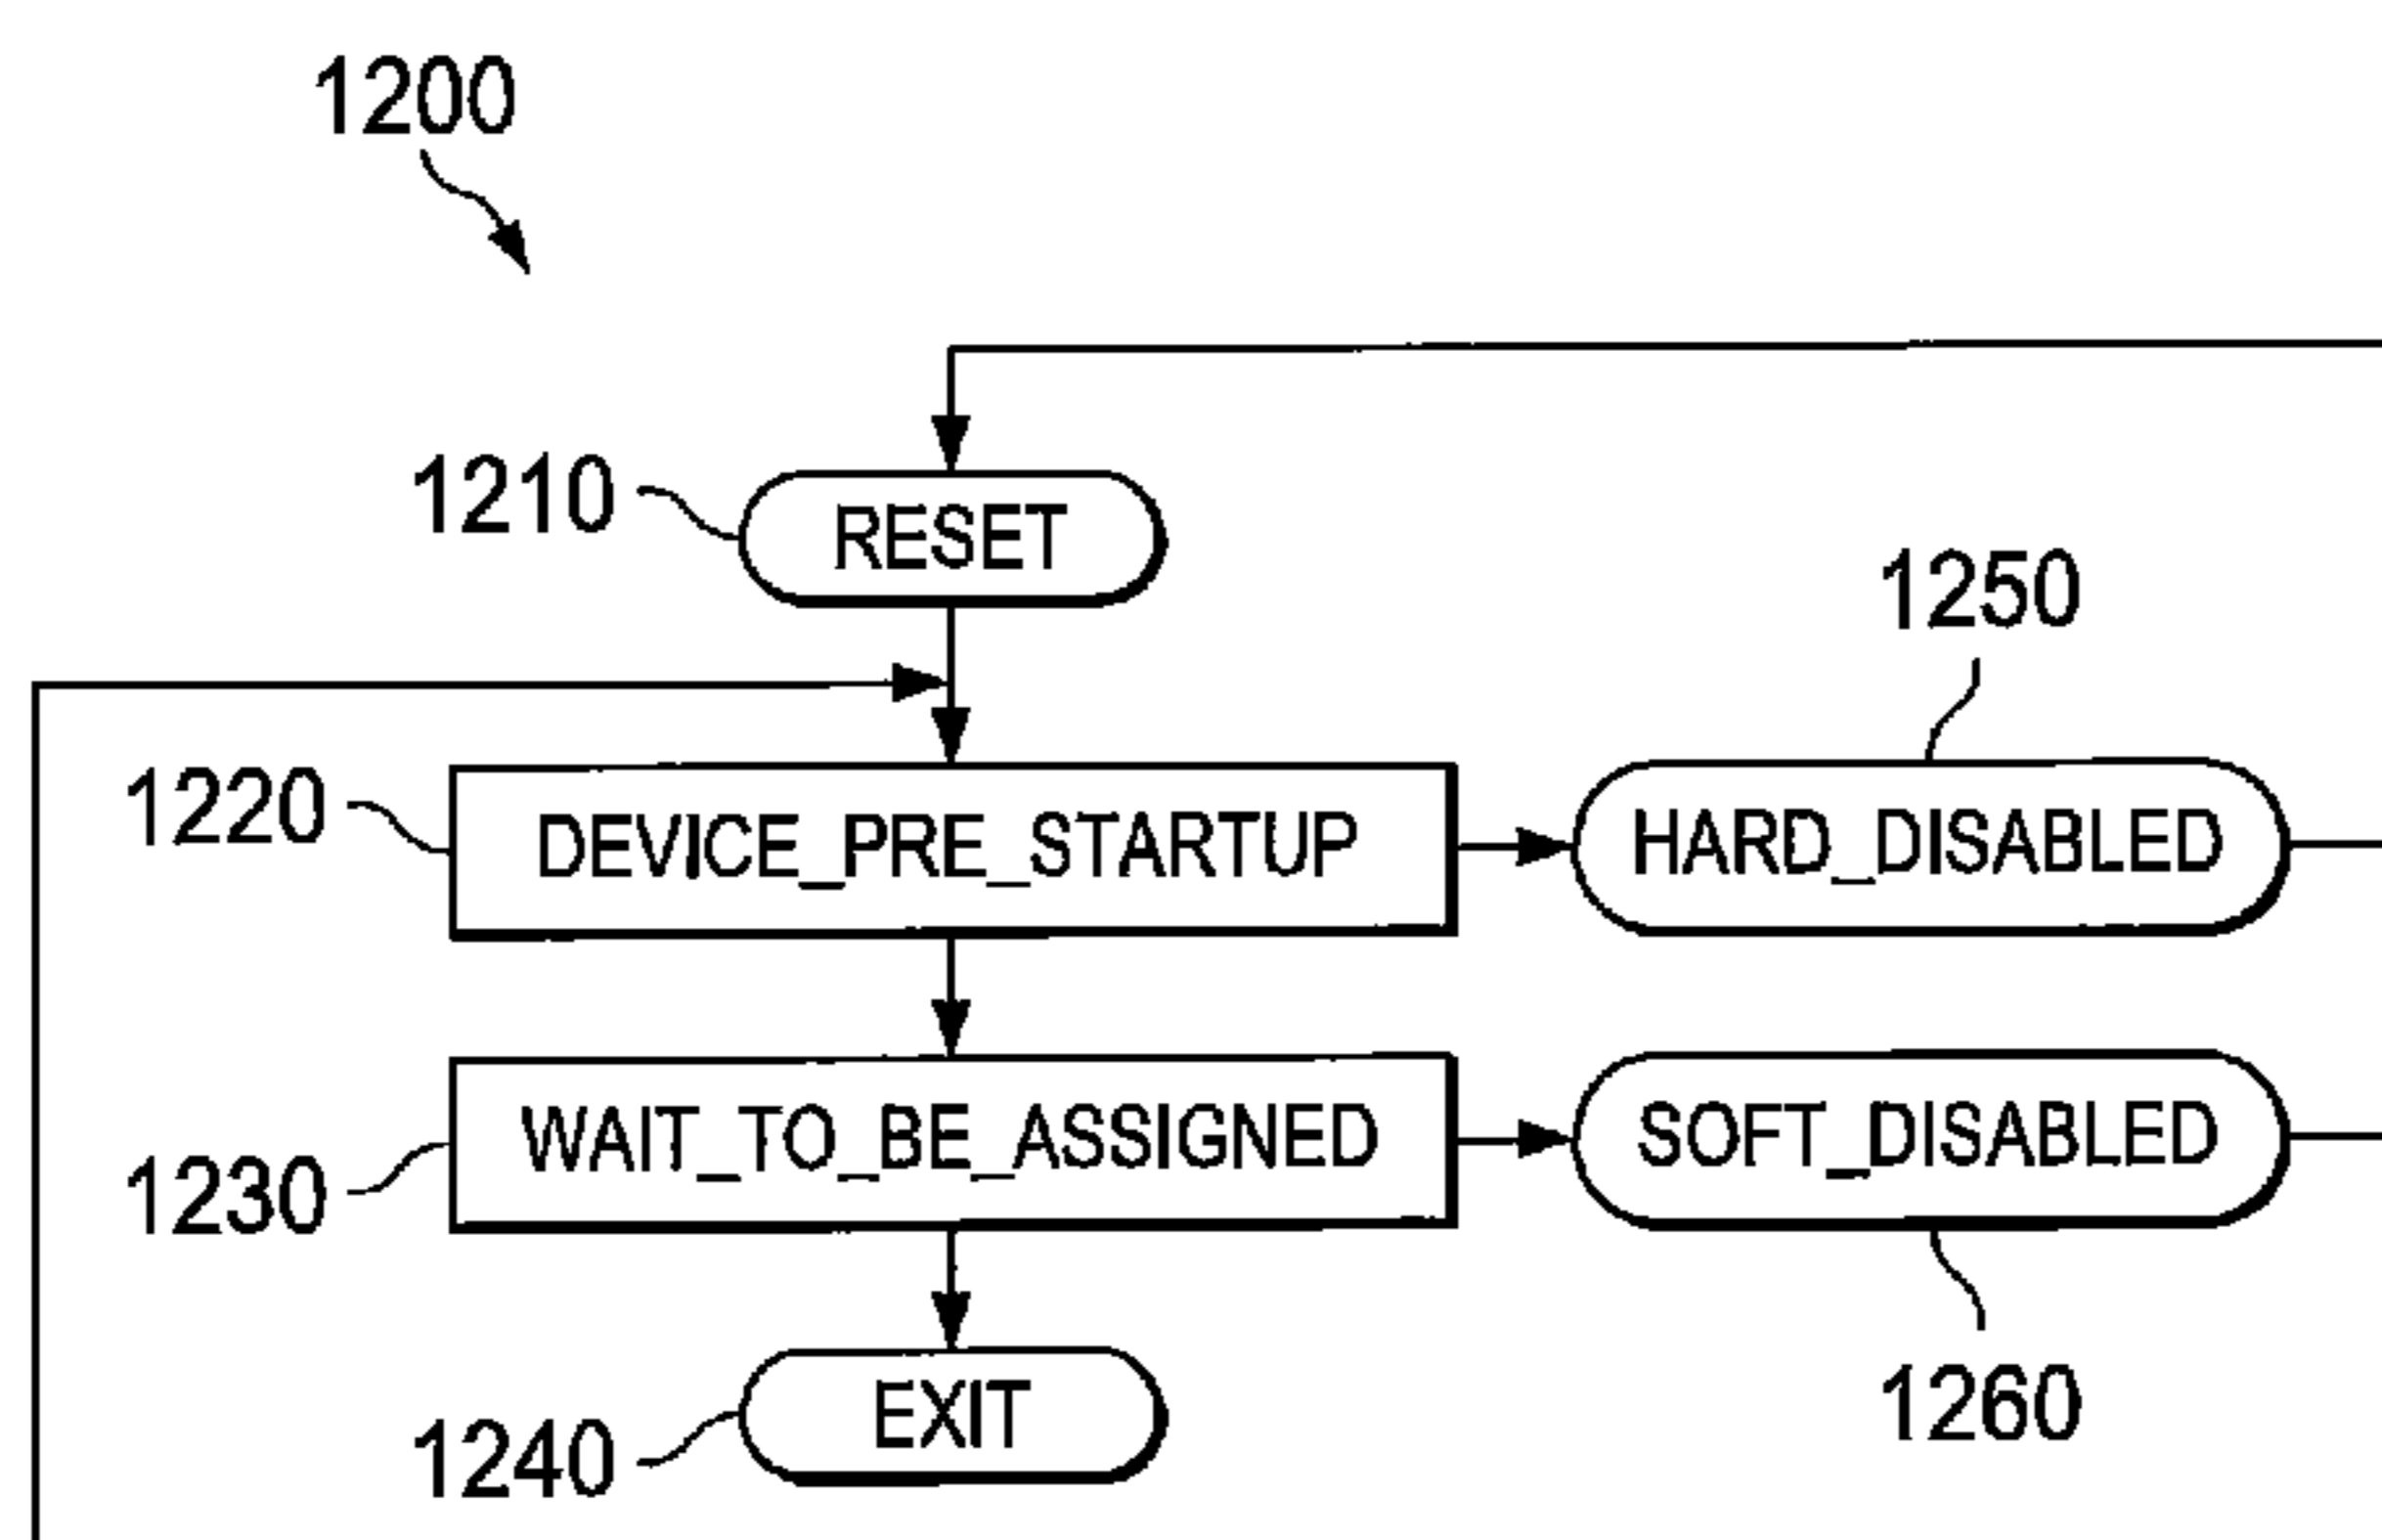 1200
1210
RESET
1250
1220
DEVICE_PRE_STARTUP
HARD_DISABLED
1230
WAIT_TO_BE_ASSIGNED
SOFT_DISABLED
1240
EXIT
1260